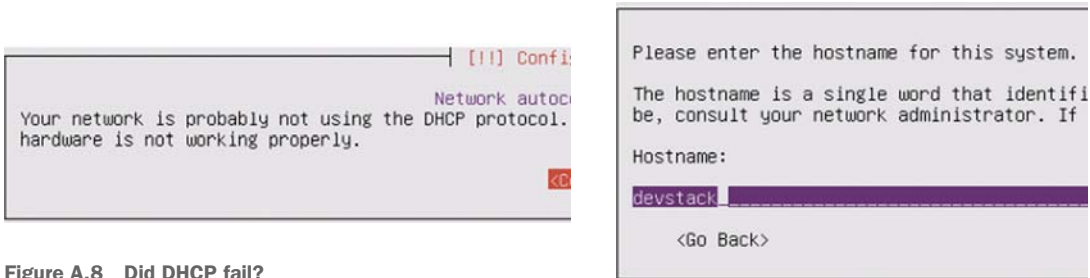 [!!] Confi
Network autoc
Your network is probably not using the DHCP protocol.
hardware is not working properly.
Figure A.8 Did DHCP fail?
Please enter the hostname for this system.
The hostname is a single word that identifi
be, consult your network administrator. If
Hostname:
devstack
<Go Back>